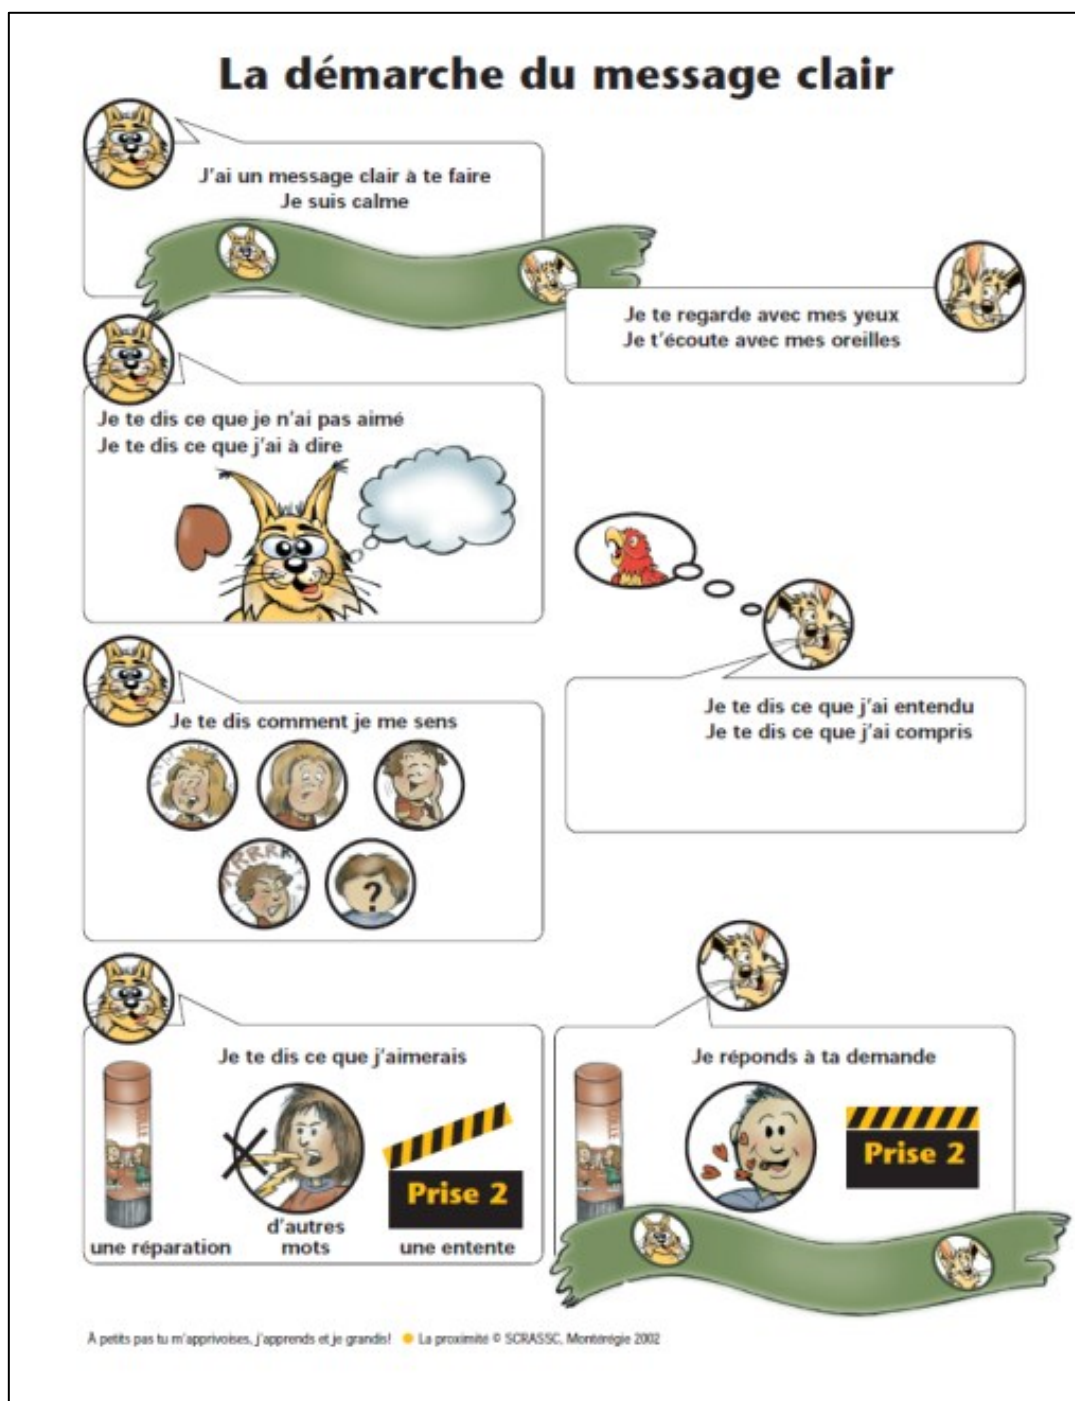 La démarche du message clair
J'ai un message clair à te faire
Je suis calme
Je te regarde avec mes yeux
Je t'écoute avec mes oreilles
Je te dis ce que je n'ai pas aimé
Je te dis ce que j'ai à dire
Je te dis ce que j'ai entendu
Je te dis ce que j'ai compris
Je te dis comment je me sens
RRRR
?
Je te dis ce que j'aimerais
COLLE
Prise 2
une réparation
d'autres
mots
une entente
Je réponds à ta demande
COLLE
Prise 2
À petits pas tu m'apprivoises, j'apprends et je grandis! ● La proximité © SCRASSC, Montérégie 2002